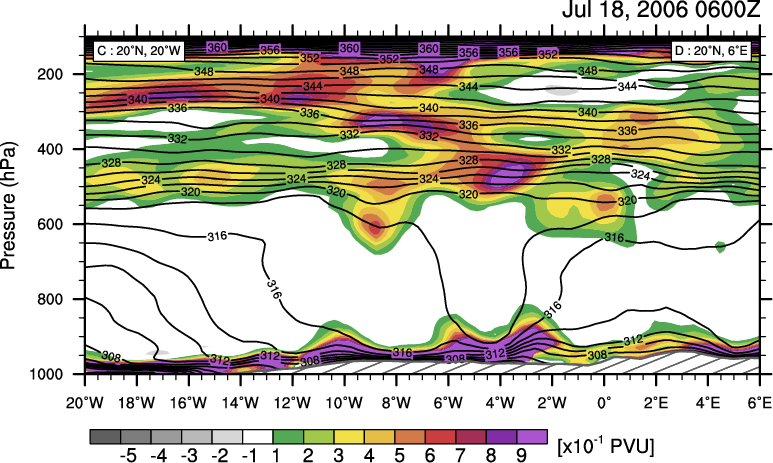 Jul 18, 2006 0600Z
C : 20°N, 20°W
D : 20°N, 6°E
360 356 352 360 352 360 356 356 352
348 348 348 348
344 344 344
340 340 340 340
336 336 336 336
332 332 332 332
328 328 328 328
324 324 324 324
320 320 320 320
316 316
316 316
308 312 312 308 316 308 312 308 312
Pressure (hPa)
200
400
600
800
1000
20°W 18°W 16°W 14°W 12°W 10°W 8°W 6°W 4°W 2°W 0° 2°E 4°E 6°E
-5 -4 -3 -2 -1 1 2 3 4 5 6 7 8 9
[x10⁻¹ PVU]